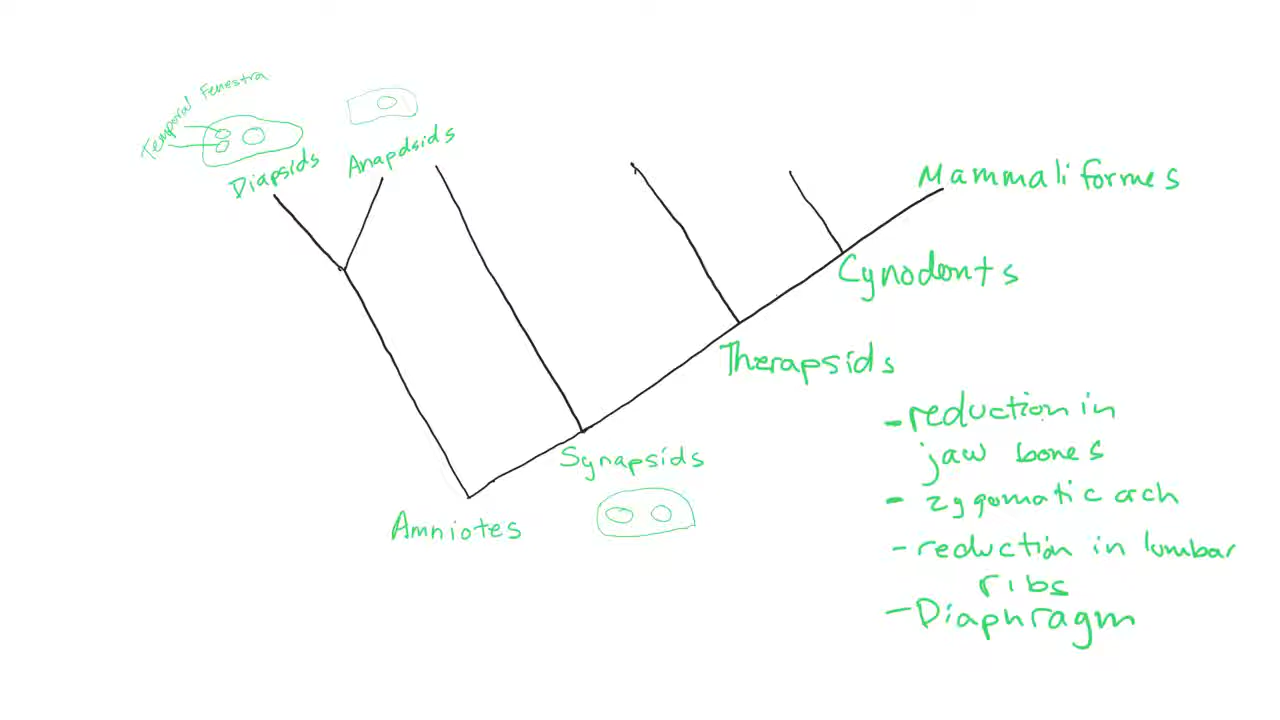 Temporal Fenestra
Diapsids
Anapdsids
Mammaliformes
Cynodonts
Therapsids
Synapsids
Amniotes
- reduction in
jaw bones
- zygomatic arch
- reduction in lumbar
ribs
- Diaphragm